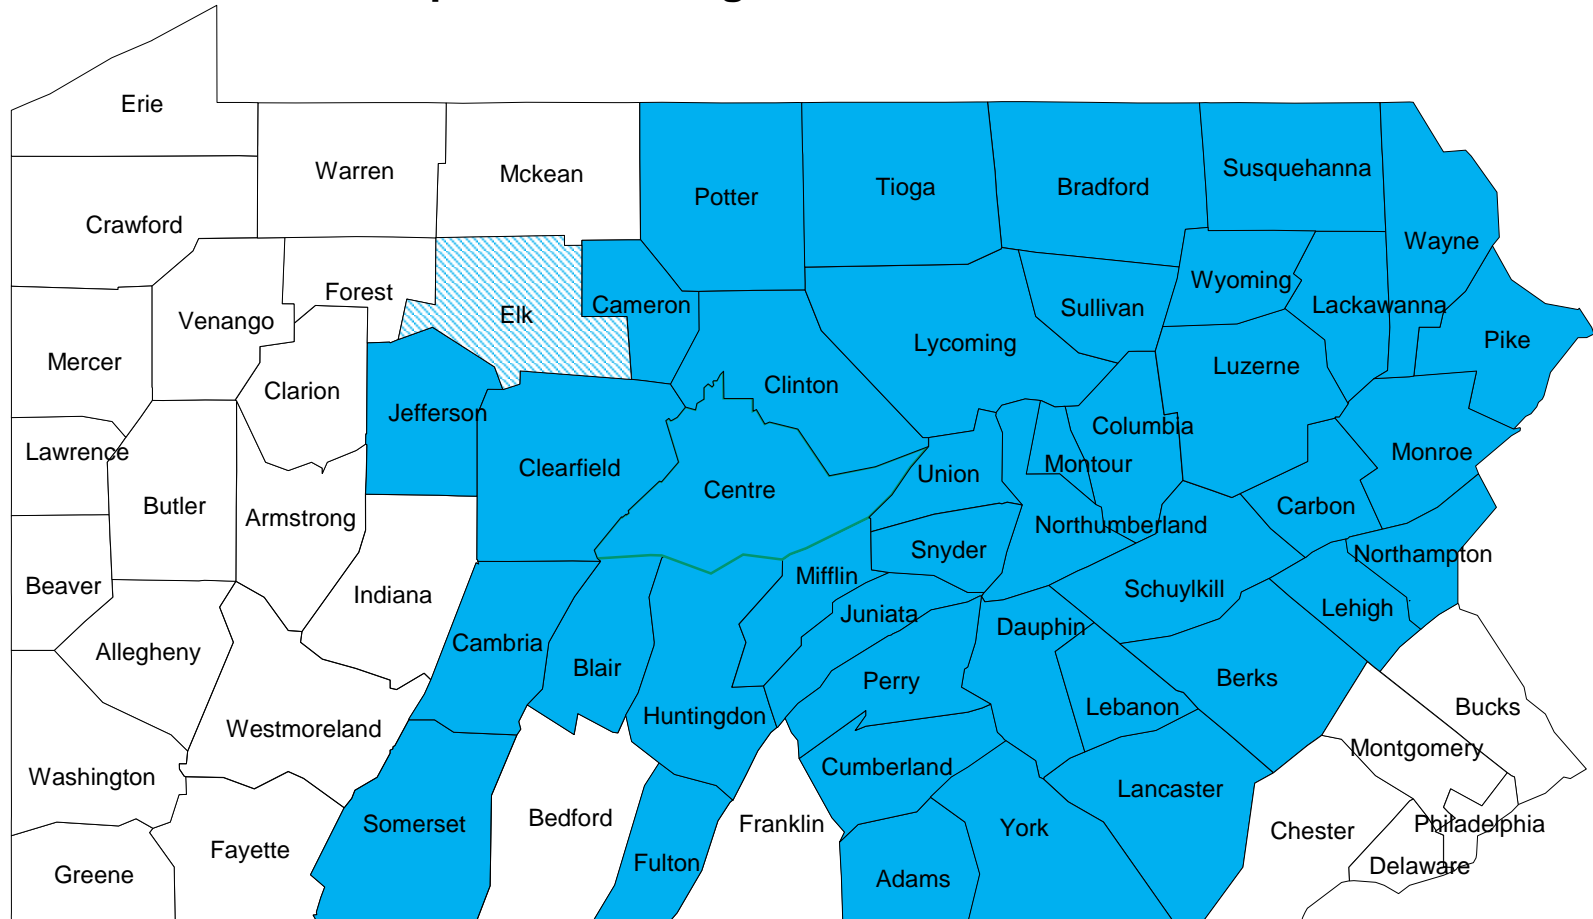 Erie
Warren
Mckean
Potter
Tioga
Bradford
Susquehanna
Crawford
Wayne
Forest
Elk
Cameron
Venango
Sullivan
Wyoming
Lackawanna
Mercer
Lycoming
Pike
Clarion
Clinton
Luzerne
Jefferson
Columbia
Lawrence
Clearfield
Centre
Union
Montour
Monroe
Butler
Armstrong
Carbon
Northumberland
Snyder
Northampton
Beaver
Indiana
Mifflin
Schuylkill
Lehigh
Juniata
Dauphin
Allegheny
Cambria
Blair
Perry
Berks
Westmoreland
Huntingdon
Lebanon
Bucks
Montgomery
Washington
Cumberland
Lancaster
Somerset
Bedford
Franklin
York
Chester
Philadelphia
Greene
Fayette
Fulton
Adams
Delaware